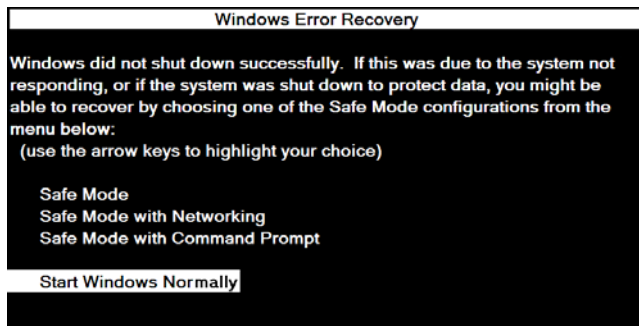 Windows Error Recovery
Windows did not shut down successfully. If this was due to the system not
responding, or if the system was shut down to protect data, you might be
able to recover by choosing one of the Safe Mode configurations from the
menu below:
(use the arrow keys to highlight your choice)
Safe Mode
Safe Mode with Networking
Safe Mode with Command Prompt
Start Windows Normally